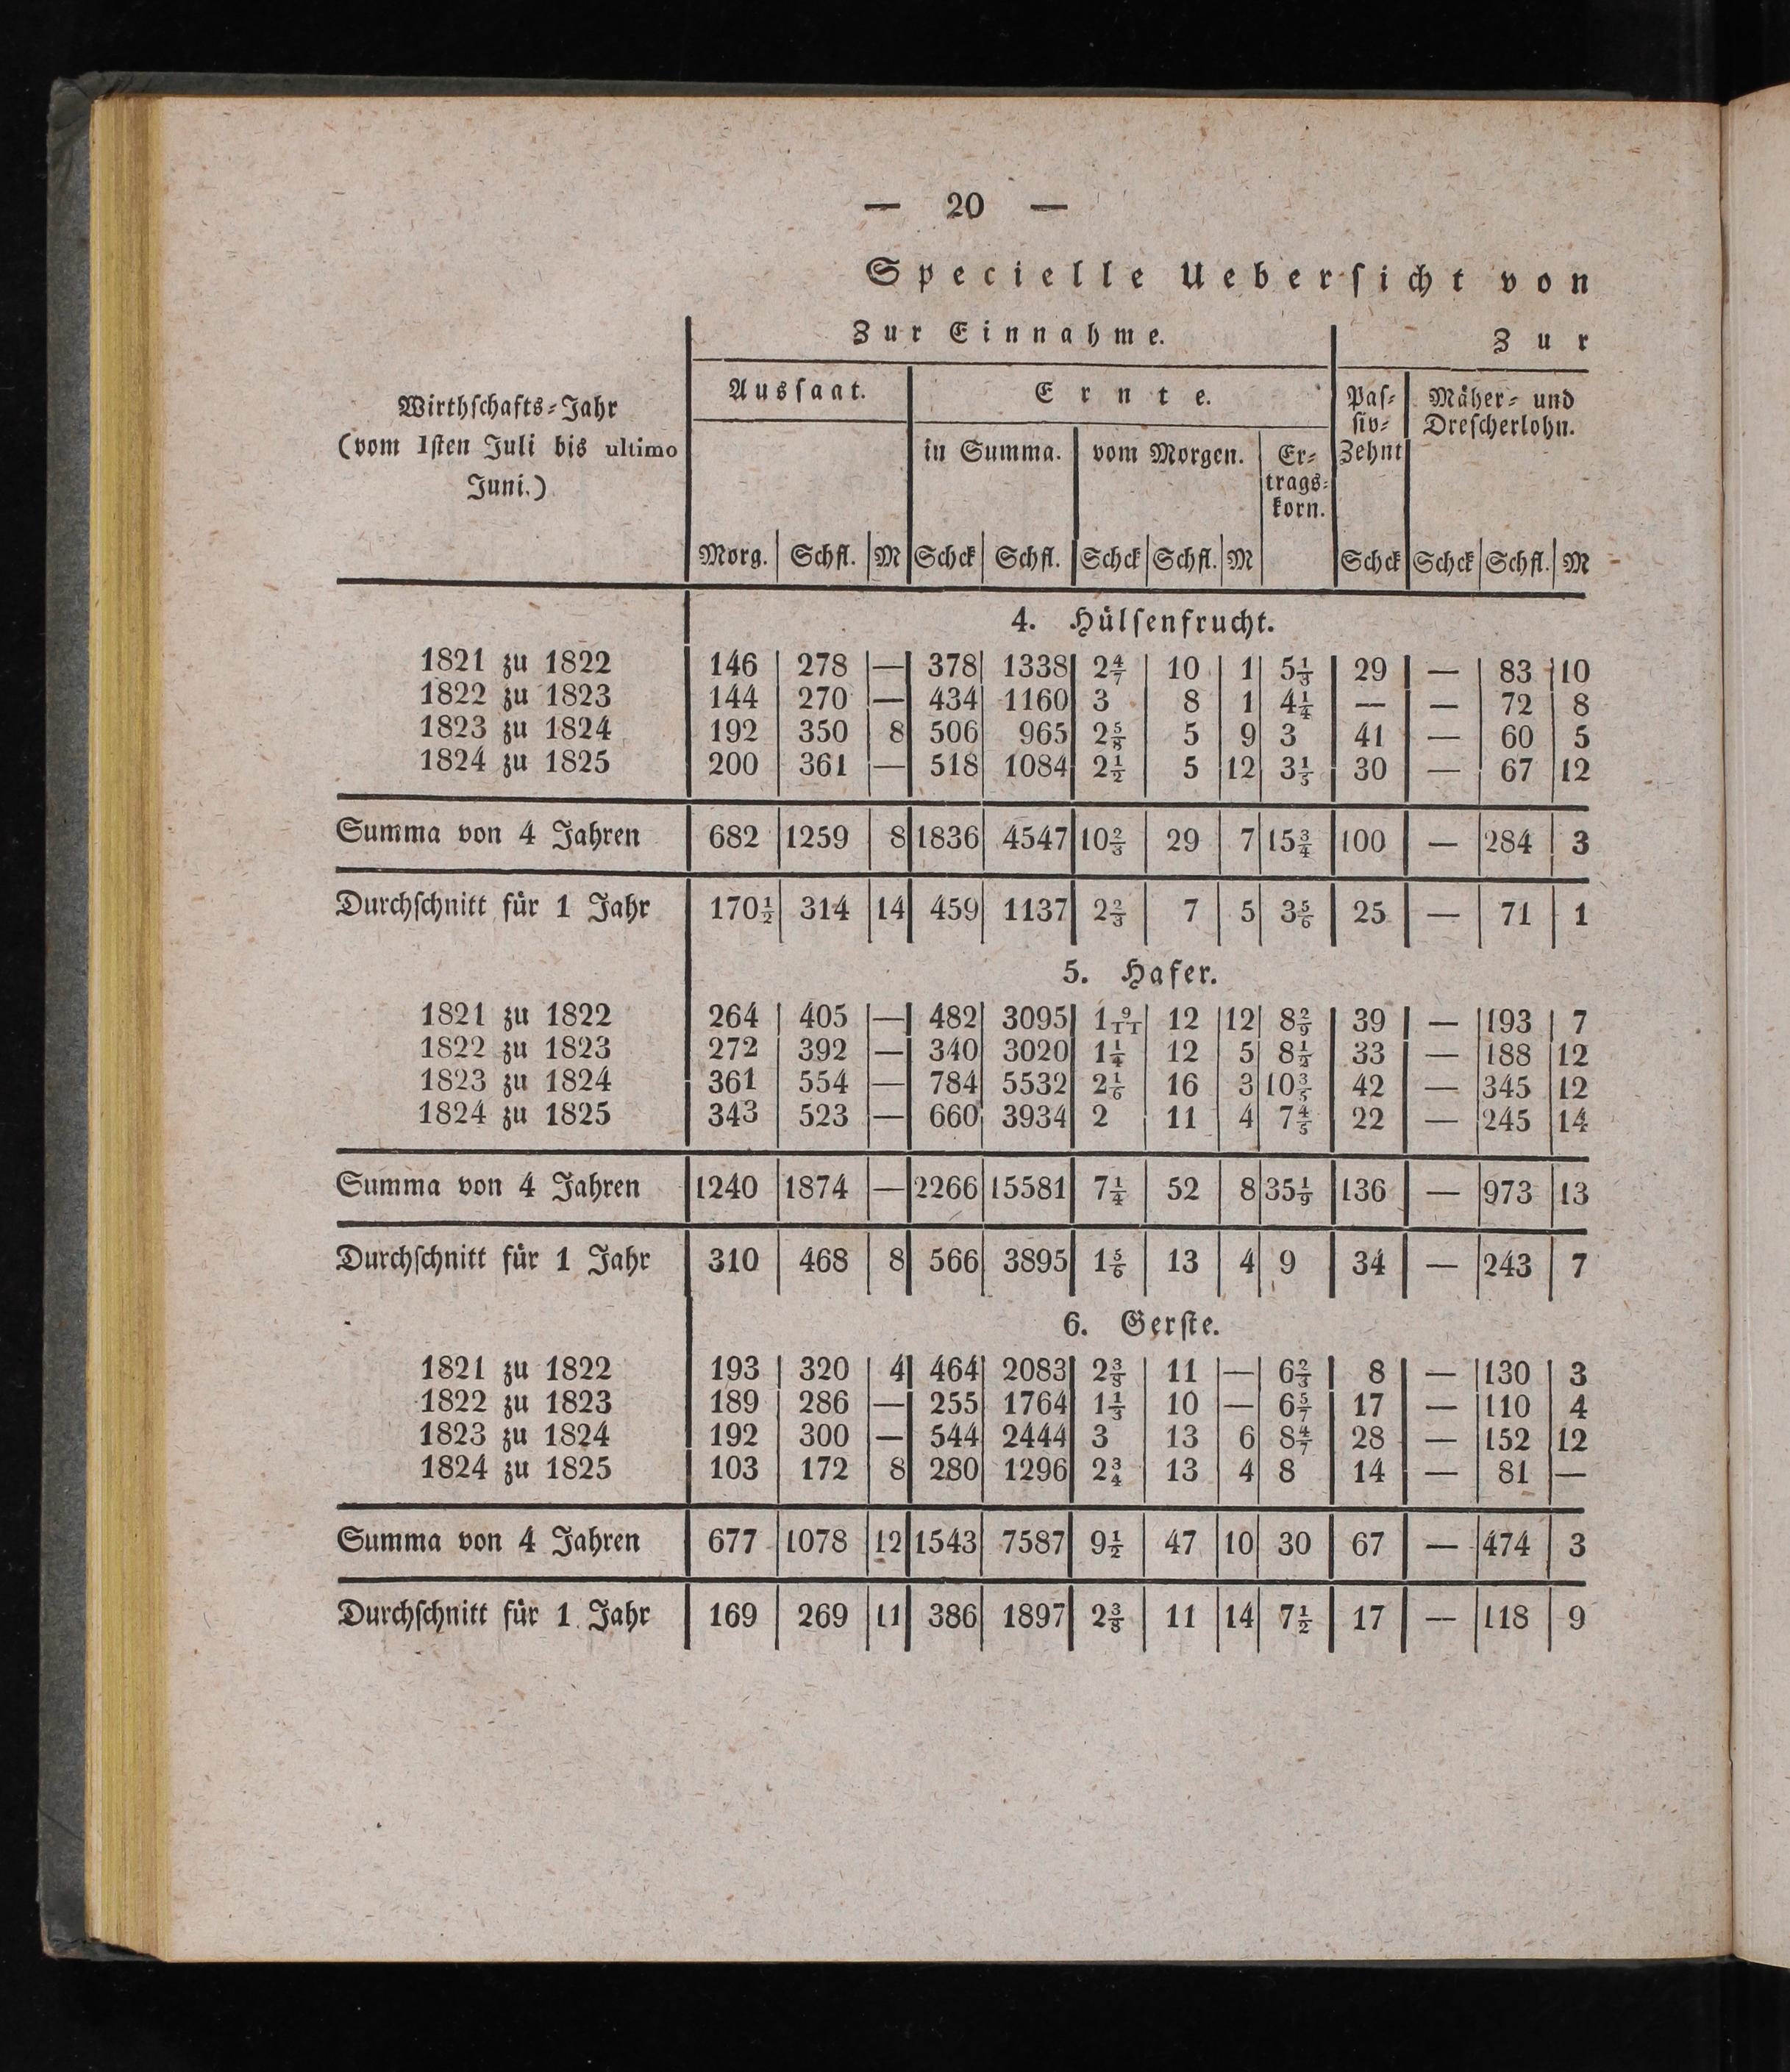 — 20 —
Specielle Ueberſicht von
Zur Einnahme. Zur
Wirthſchafts-Jahr (vom 1ſten Juli bis ultimo Juni.) Ausſaat. Ernte. Paſ-ſiv-Zehnt Mäher- und Dreſcherlohn.
in Summa. vom Morgen. Er-trags-korn.
Morg. Schfl. M Schck Schfl. Schck Schfl. M Schck Schck Schfl. M
4. Hülſenfrucht.
1821 zu 1822 146 278 — 378 1338 2 4/7 10 1 5 1/3 29 — 83 10
1822 zu 1823 144 270 — 434 1160 3 8 1 4 1/4 — — 72 8
1823 zu 1824 192 350 8 506 965 2 5/8 5 9 3 41 — 60 5
1824 zu 1825 200 361 — 518 1084 2 1/2 5 12 3 1/5 30 — 67 12
Summa von 4 Jahren 682 1259 8 1836 4547 10 2/3 29 7 15 3/4 100 — 284 3
Durchſchnitt für 1 Jahr 170 1/2 314 14 459 1137 2 2/3 7 5 3 5/6 25 — 71 1
5. Hafer.
1821 zu 1822 264 405 — 482 3095 1 9/11 12 12 8 2/9 39 — 193 7
1822 zu 1823 272 392 — 340 3020 1 1/4 12 5 8 1/2 33 — 188 12
1823 zu 1824 361 554 — 784 5532 2 1/6 16 3 10 3/5 42 — 345 12
1824 zu 1825 343 523 — 660 3934 2 11 4 7 4/5 22 — 245 14
Summa von 4 Jahren 1240 1874 — 2266 15581 7 1/4 52 8 35 1/9 136 — 973 13
Durchſchnitt für 1 Jahr 310 468 8 566 3895 1 5/6 13 4 9 34 — 243 7
6. Gerſte.
1821 zu 1822 193 320 4 464 2083 2 3/8 11 — 6 2/3 8 — 130 3
1822 zu 1823 189 286 — 255 1764 1 1/3 10 — 6 5/7 17 — 110 4
1823 zu 1824 192 300 — 544 2444 3 13 6 8 4/7 28 — 152 12
1824 zu 1825 103 172 8 280 1296 2 3/4 13 4 8 14 — 81 —
Summa von 4 Jahren 677 1078 12 1543 7587 9 1/2 47 10 30 67 — 474 3
Durchſchnitt für 1 Jahr 169 269 11 386 1897 2 3/8 11 14 7 1/2 17 — 118 9